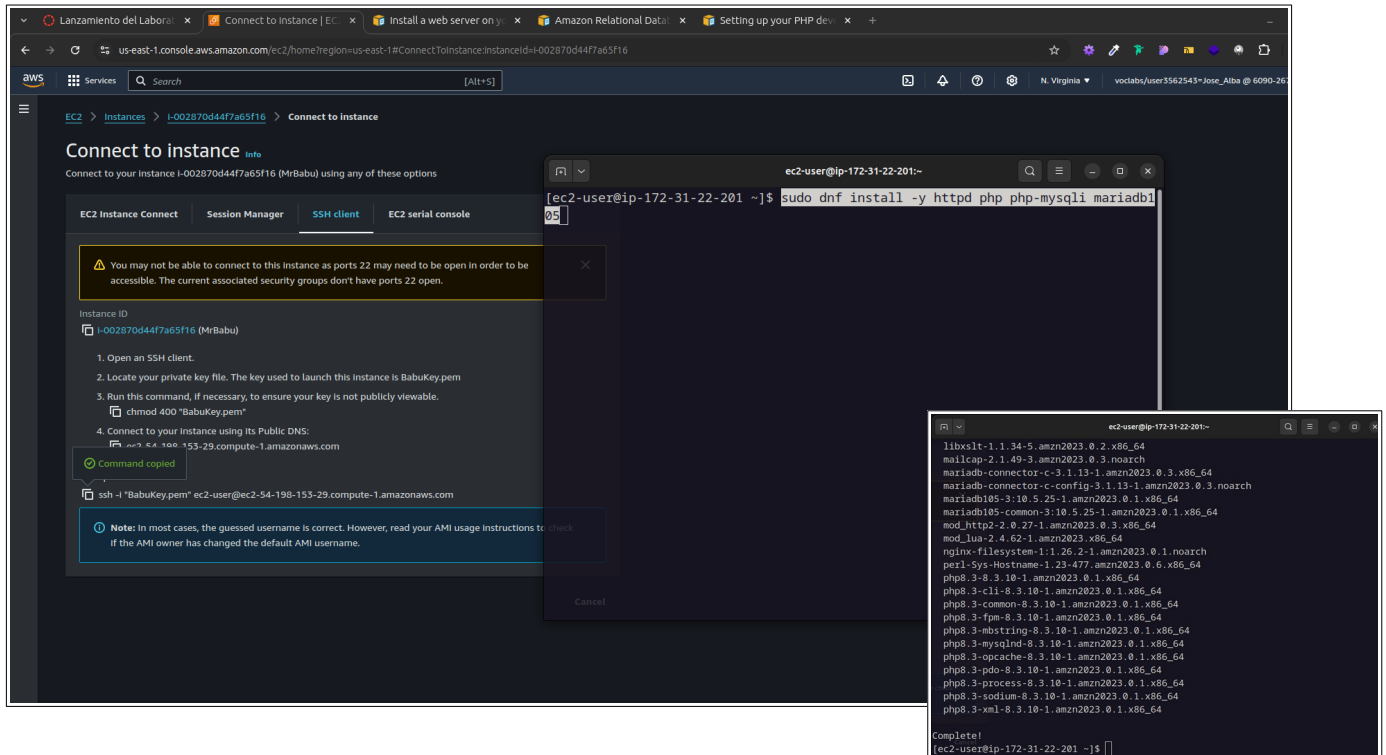 Lanzamiento del Laborat
Connect to Instance | EC
Install a web server on yo
Amazon Relational Datab
Setting up your PHP deve
us-east-1.console.aws.amazon.com/ec2/home?region=us-east-1#ConnectToInstance:instanceId=i-002870d44f7a65f16
aws
Services
Search
[Alt+S]
N. Virginia
voclabs/user3562543=Jose_Alba @ 6090-267
EC2 > Instances > i-002870d44f7a65f16 > Connect to instance
Connect to instance Info
Connect to your instance i-002870d44f7a65f16 (MrBabu) using any of these options
EC2 Instance Connect
Session Manager
SSH client
EC2 serial console
You may not be able to connect to this instance as ports 22 may need to be open in order to be
accessible. The current associated security groups don't have ports 22 open.
Instance ID
i-002870d44f7a65f16 (MrBabu)
1. Open an SSH client.
2. Locate your private key file. The key used to launch this instance is BabuKey.pem
3. Run this command, if necessary, to ensure your key is not publicly viewable.
chmod 400 "BabuKey.pem"
4. Connect to your instance using its Public DNS:
ec2-54-198-153-29.compute-1.amazonaws.com
Command copied
ssh -i "BabuKey.pem" ec2-user@ec2-54-198-153-29.compute-1.amazonaws.com
Note: In most cases, the guessed username is correct. However, read your AMI usage instructions to check
if the AMI owner has changed the default AMI username.
Cancel
ec2-user@ip-172-31-22-201:~
[ec2-user@ip-172-31-22-201 ~]$ sudo dnf install -y httpd php php-mysqli mariadb1
05
ec2-user@ip-172-31-22-201:~
libxslt-1.1.34-5.amzn2023.0.2.x86_64
mailcap-2.1.49-3.amzn2023.0.3.noarch
mariadb-connector-c-3.1.13-1.amzn2023.0.3.x86_64
mariadb-connector-c-config-3.1.13-1.amzn2023.0.3.noarch
mariadb105-3:10.5.25-1.amzn2023.0.1.x86_64
mariadb105-common-3:10.5.25-1.amzn2023.0.1.x86_64
mod_http2-2.0.27-1.amzn2023.0.3.x86_64
mod_lua-2.4.62-1.amzn2023.x86_64
nginx-filesystem-1:1.26.2-1.amzn2023.0.1.noarch
perl-Sys-Hostname-1.23-477.amzn2023.0.6.x86_64
php8.3-8.3.10-1.amzn2023.0.1.x86_64
php8.3-cli-8.3.10-1.amzn2023.0.1.x86_64
php8.3-common-8.3.10-1.amzn2023.0.1.x86_64
php8.3-fpm-8.3.10-1.amzn2023.0.1.x86_64
php8.3-mbstring-8.3.10-1.amzn2023.0.1.x86_64
php8.3-mysqlnd-8.3.10-1.amzn2023.0.1.x86_64
php8.3-opcache-8.3.10-1.amzn2023.0.1.x86_64
php8.3-pdo-8.3.10-1.amzn2023.0.1.x86_64
php8.3-process-8.3.10-1.amzn2023.0.1.x86_64
php8.3-sodium-8.3.10-1.amzn2023.0.1.x86_64
php8.3-xml-8.3.10-1.amzn2023.0.1.x86_64
Complete!
[ec2-user@ip-172-31-22-201 ~]$